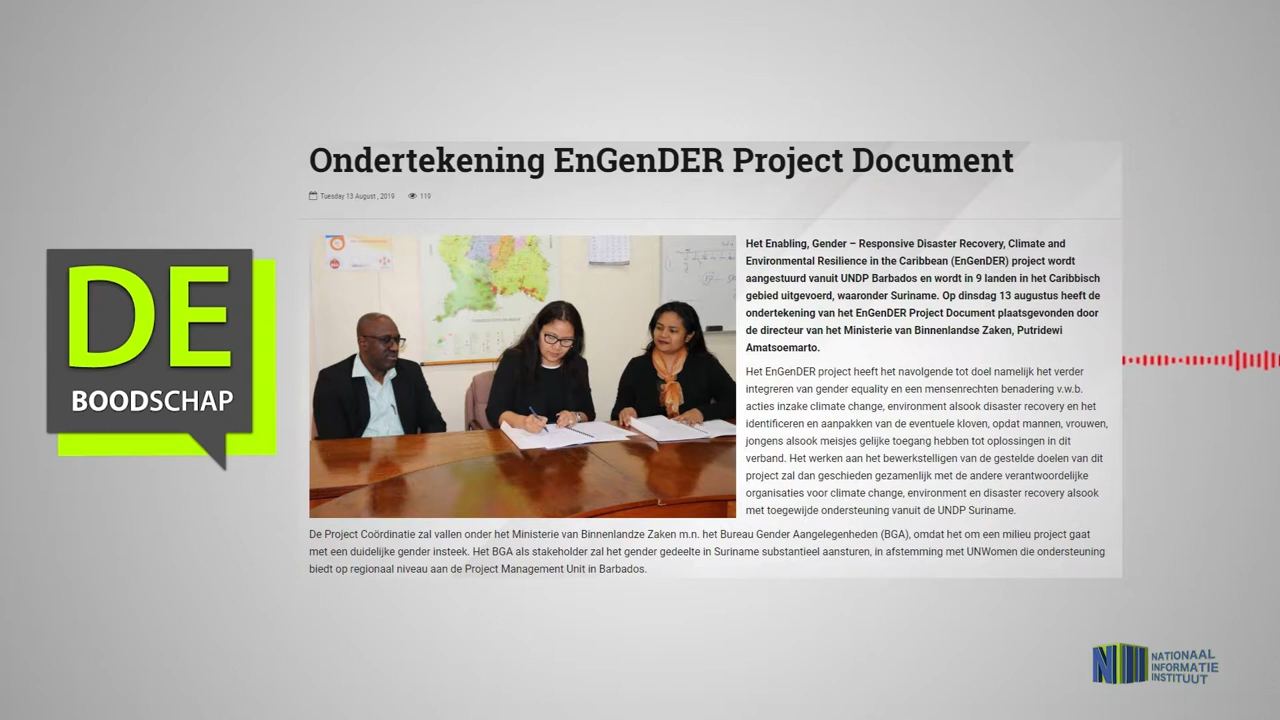 Ondertekening EnGenDER Project Document
Tuesday 13 August , 2019 119
DE
BOODSCHAP
Het Enabling, Gender – Responsive Disaster Recovery, Climate and
Environmental Resilience in the Caribbean (EnGenDER) project wordt
aangestuurd vanuit UNDP Barbados en wordt in 9 landen in het Caribbisch
gebied uitgevoerd, waaronder Suriname. Op dinsdag 13 augustus heeft de
ondertekening van het EnGenDER Project Document plaatsgevonden door
de directeur van het Ministerie van Binnenlandse Zaken, Putridewi
Amatsoemarto.
Het EnGenDER project heeft het navolgende tot doel namelijk het verder
integreren van gender equality en een mensenrechten benadering v.w.b.
acties inzake climate change, environment alsook disaster recovery en het
identificeren en aanpakken van de eventuele kloven, opdat mannen, vrouwen,
jongens alsook meisjes gelijke toegang hebben tot oplossingen in dit
verband. Het werken aan het bewerkstelligen van de gestelde doelen van dit
project zal dan geschieden gezamenlijk met de andere verantwoordelijke
organisaties voor climate change, environment en disaster recovery alsook
met toegewijde ondersteuning vanuit de UNDP Suriname.
De Project Coördinatie zal vallen onder het Ministerie van Binnenlandze Zaken m.n. het Bureau Gender Aangelegenheden (BGA), omdat het om een milieu project gaat
met een duidelijke gender insteek. Het BGA als stakeholder zal het gender gedeelte in Suriname substantieel aansturen, in afstemming met UNWomen die ondersteuning
biedt op regionaal niveau aan de Project Management Unit in Barbados.
NATIONAAL
INFORMATIE
INSTITUUT